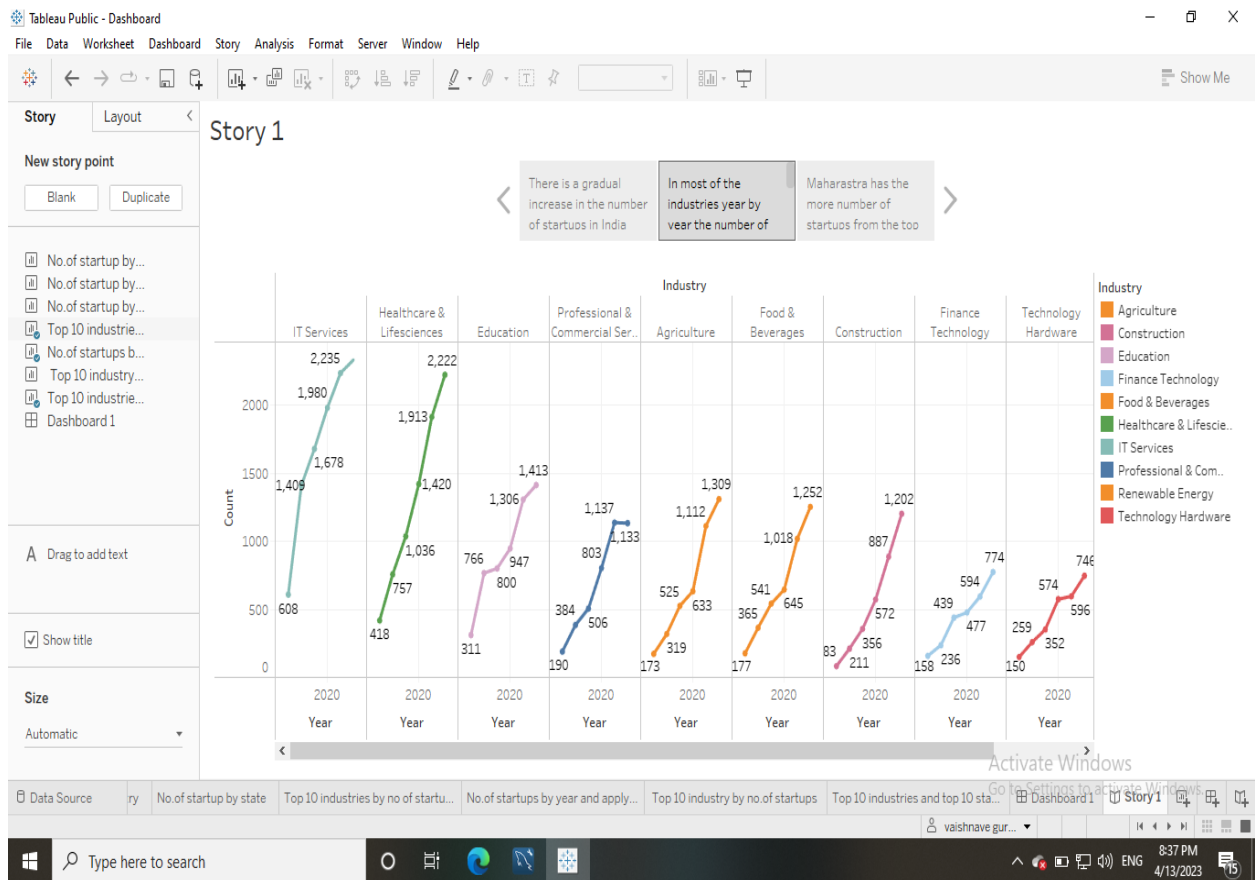 Tableau Public - Dashboard
File Data Worksheet Dashboard Story Analysis Format Server Window Help
Show Me
Story Layout
New story point
Blank Duplicate
No.of startup by...
No.of startup by...
No.of startup by...
Top 10 industrie...
No.of startups b...
Top 10 industry...
Top 10 industrie...
Dashboard 1
A Drag to add text
Show title
Size
Automatic
Story 1
There is a gradual
increase in the number
of startups in India
In most of the
industries year by
year the number of
Maharastra has the
more number of
startups from the top
Industry
IT Services
Healthcare &
Lifesciences
Education
Professional &
Commercial Ser..
Agriculture
Food &
Beverages
Construction
Finance
Technology
Technology
Hardware
Count
2000
1500
1000
500
0
2,235
1,980
1,678
1,409
608
2,222
1,913
1,420
1,036
757
418
1,413
1,306
947
800
766
311
1,137
1,133
803
506
384
190
1,309
1,112
633
525
319
173
1,252
1,018
645
541
365
177
1,202
887
572
356
211
83
774
594
477
439
236
158
746
596
574
352
259
150
2020 2020 2020 2020 2020 2020 2020 2020 2020
Year Year Year Year Year Year Year Year Year
Industry
Agriculture
Construction
Education
Finance Technology
Food & Beverages
Healthcare & Lifescie..
IT Services
Professional & Com..
Renewable Energy
Technology Hardware
Activate Windows
Go to Settings to activate Windows.
Data Source ry No.of startup by state Top 10 industries by no of startu... No.of startups by year and apply... Top 10 industry by no.of startups Top 10 industries and top 10 sta... Dashboard 1 Story 1
vaishnave gur...
Type here to search
ENG
8:37 PM
4/13/2023
15